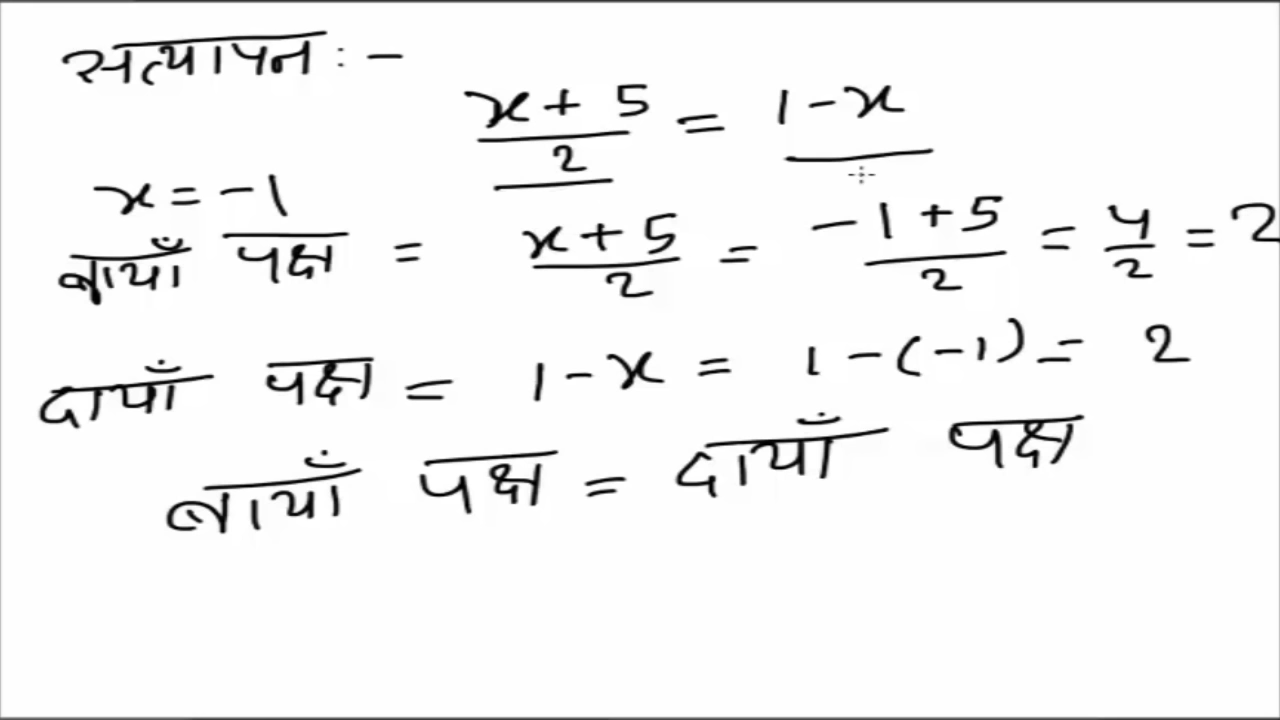 सत्यापन :-
x + 5 / 2 = 1 - x
x = -1
बायाँ पक्ष = x + 5 / 2 = -1 + 5 / 2 = 4 / 2 = 2
दायाँ पक्ष = 1 - x = 1 - (-1) = 2
बायाँ पक्ष = दायाँ पक्ष